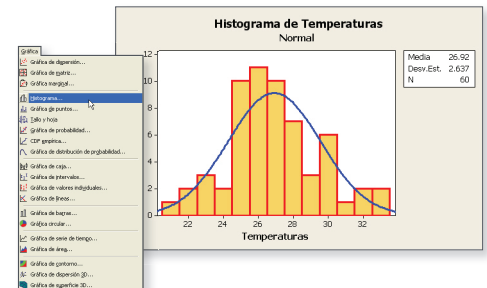 Histograma de Temperaturas
Normal
Media 26.92
Desv.Est. 2.637
N 60
12
10
8
6
4
2
0
22 24 26 28 30 32
Temperaturas
Gráfica
Gráfica de dispersión...
Gráfica de matriz...
Gráfica marginal...
Histograma...
Gráfica de puntos...
Tallo y hoja
Gráfica de probabilidad...
CDF empírica...
Gráfica de distribución de probabilidad...
Gráfica de caja...
Gráfica de intervalos...
Gráfica de valores individuales...
Gráfica de líneas...
Gráfica de barras...
Gráfica circular...
Gráfica de serie de tiempo...
Gráfica de área...
Gráfica de contorno...
Gráfica de dispersión 3D...
Gráfica de superficie 3D...